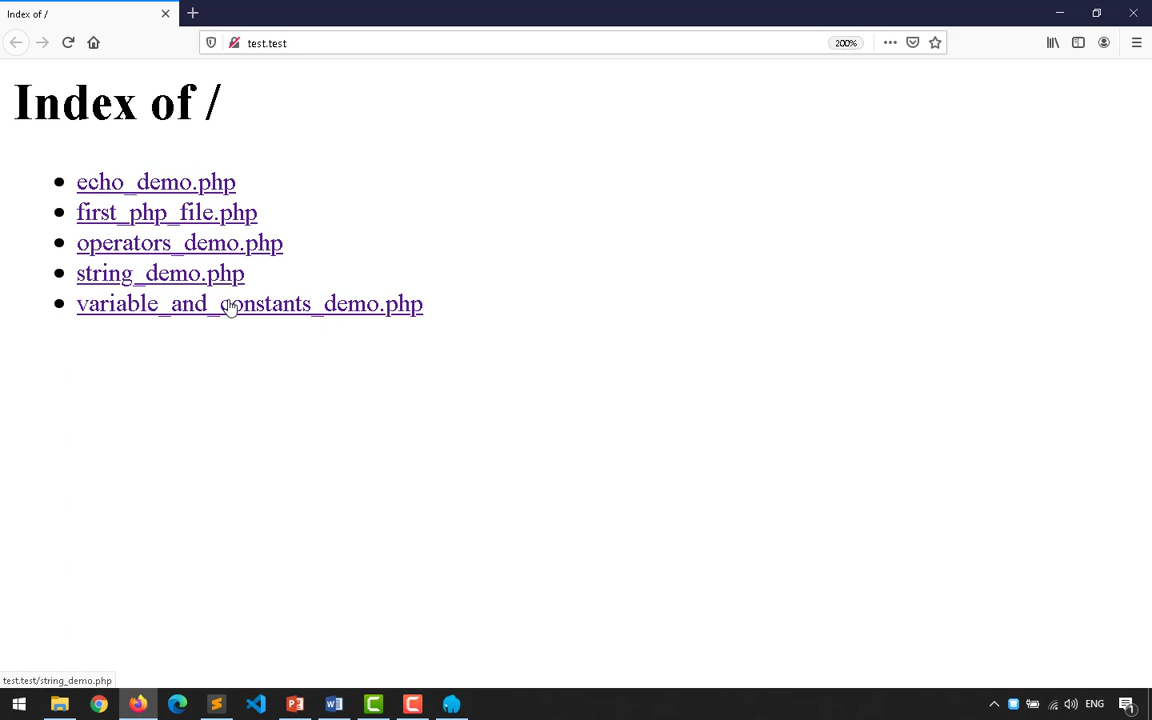 Index of /
test.test
200%
Index of /
echo_demo.php
first_php_file.php
operators_demo.php
string_demo.php
variable_and_constants_demo.php
test.test/string_demo.php
ENG
1